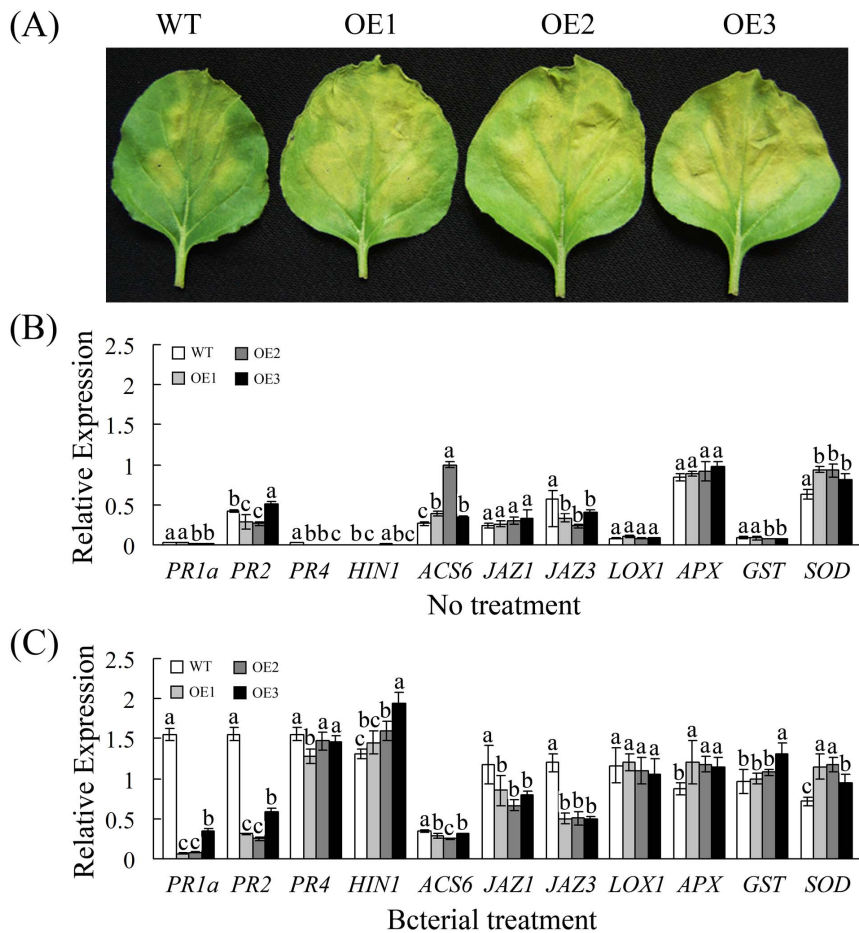 (A)
WT OE1 OE2 OE3
(B)
Relative Expression
2.5
2
1.5
1
0.5
0
WT OE2
OE1 OE3
a a b b b c c a a b b c b c a b c c b a b a a a a a b b b a a a a a a a a a a b b a b b b
PR1a PR2 PR4 HIN1 ACS6 JAZ1 JAZ3 LOX1 APX GST SOD
No treatment
(C)
Relative Expression
2.5
2
1.5
1
0.5
0
WT OE2
OE1 OE3
a c c b a c c b a b a a c b c b a a b c b a b b b a b b b a a a a b a a a b b b a c a a b
PR1a PR2 PR4 HIN1 ACS6 JAZ1 JAZ3 LOX1 APX GST SOD
Bcterial treatment